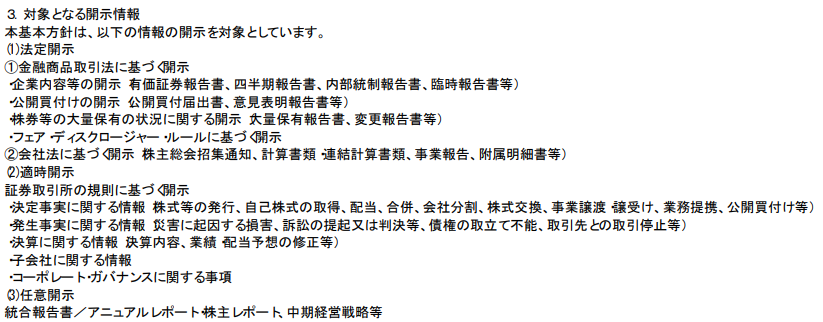 ３．対象となる開示情報
本基本方針は、以下の情報の開示を対象としています。
(1)法定開示
①金融商品取引法に基づく開示
・企業内容等の開示 有価証券報告書、四半期報告書、内部統制報告書、臨時報告書等）
・公開買付けの開示 公開買付届出書、意見表明報告書等）
・株券等の大量保有の状況に関する開示 大量保有報告書、変更報告書等）
・フェア・ディスクロージャー・ルールに基づく開示
②会社法に基づく開示 株主総会招集通知、計算書類・連結計算書類、事業報告、附属明細書等）
(2)適時開示
証券取引所の規則に基づく開示
・決定事実に関する情報 株式等の発行、自己株式の取得、配当、合併、会社分割、株式交換、事業譲渡・譲受け、業務提携、公開買付け等）
・発生事実に関する情報 災害に起因する損害、訴訟の提起又は判決等、債権の取立て不能、取引先との取引停止等）
・決算に関する情報 決算内容、業績・配当予想の修正等）
・子会社に関する情報
・コーポレート・ガバナンスに関する事項
(3)任意開示
統合報告書／アニュアルレポート・株主レポート、中期経営戦略等